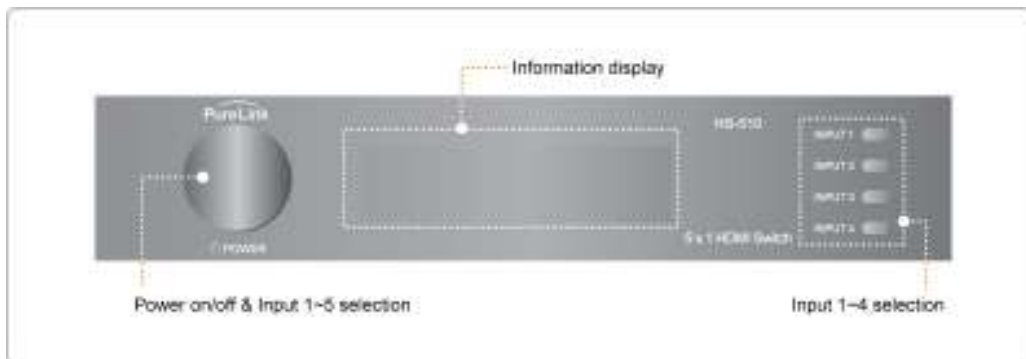 Information display
PureLink
HS-510
INPUT 1
INPUT 2
INPUT 3
INPUT 4
POWER
5 x 1 HDMI Switch
Power on/off & Input 1~5 selection
Input 1~4 selection